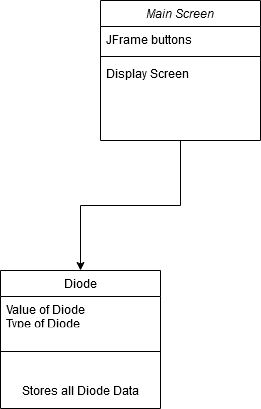 Main Screen
JFrame buttons
Display Screen
Diode
Value of Diode
Type of Diode
Stores all Diode Data